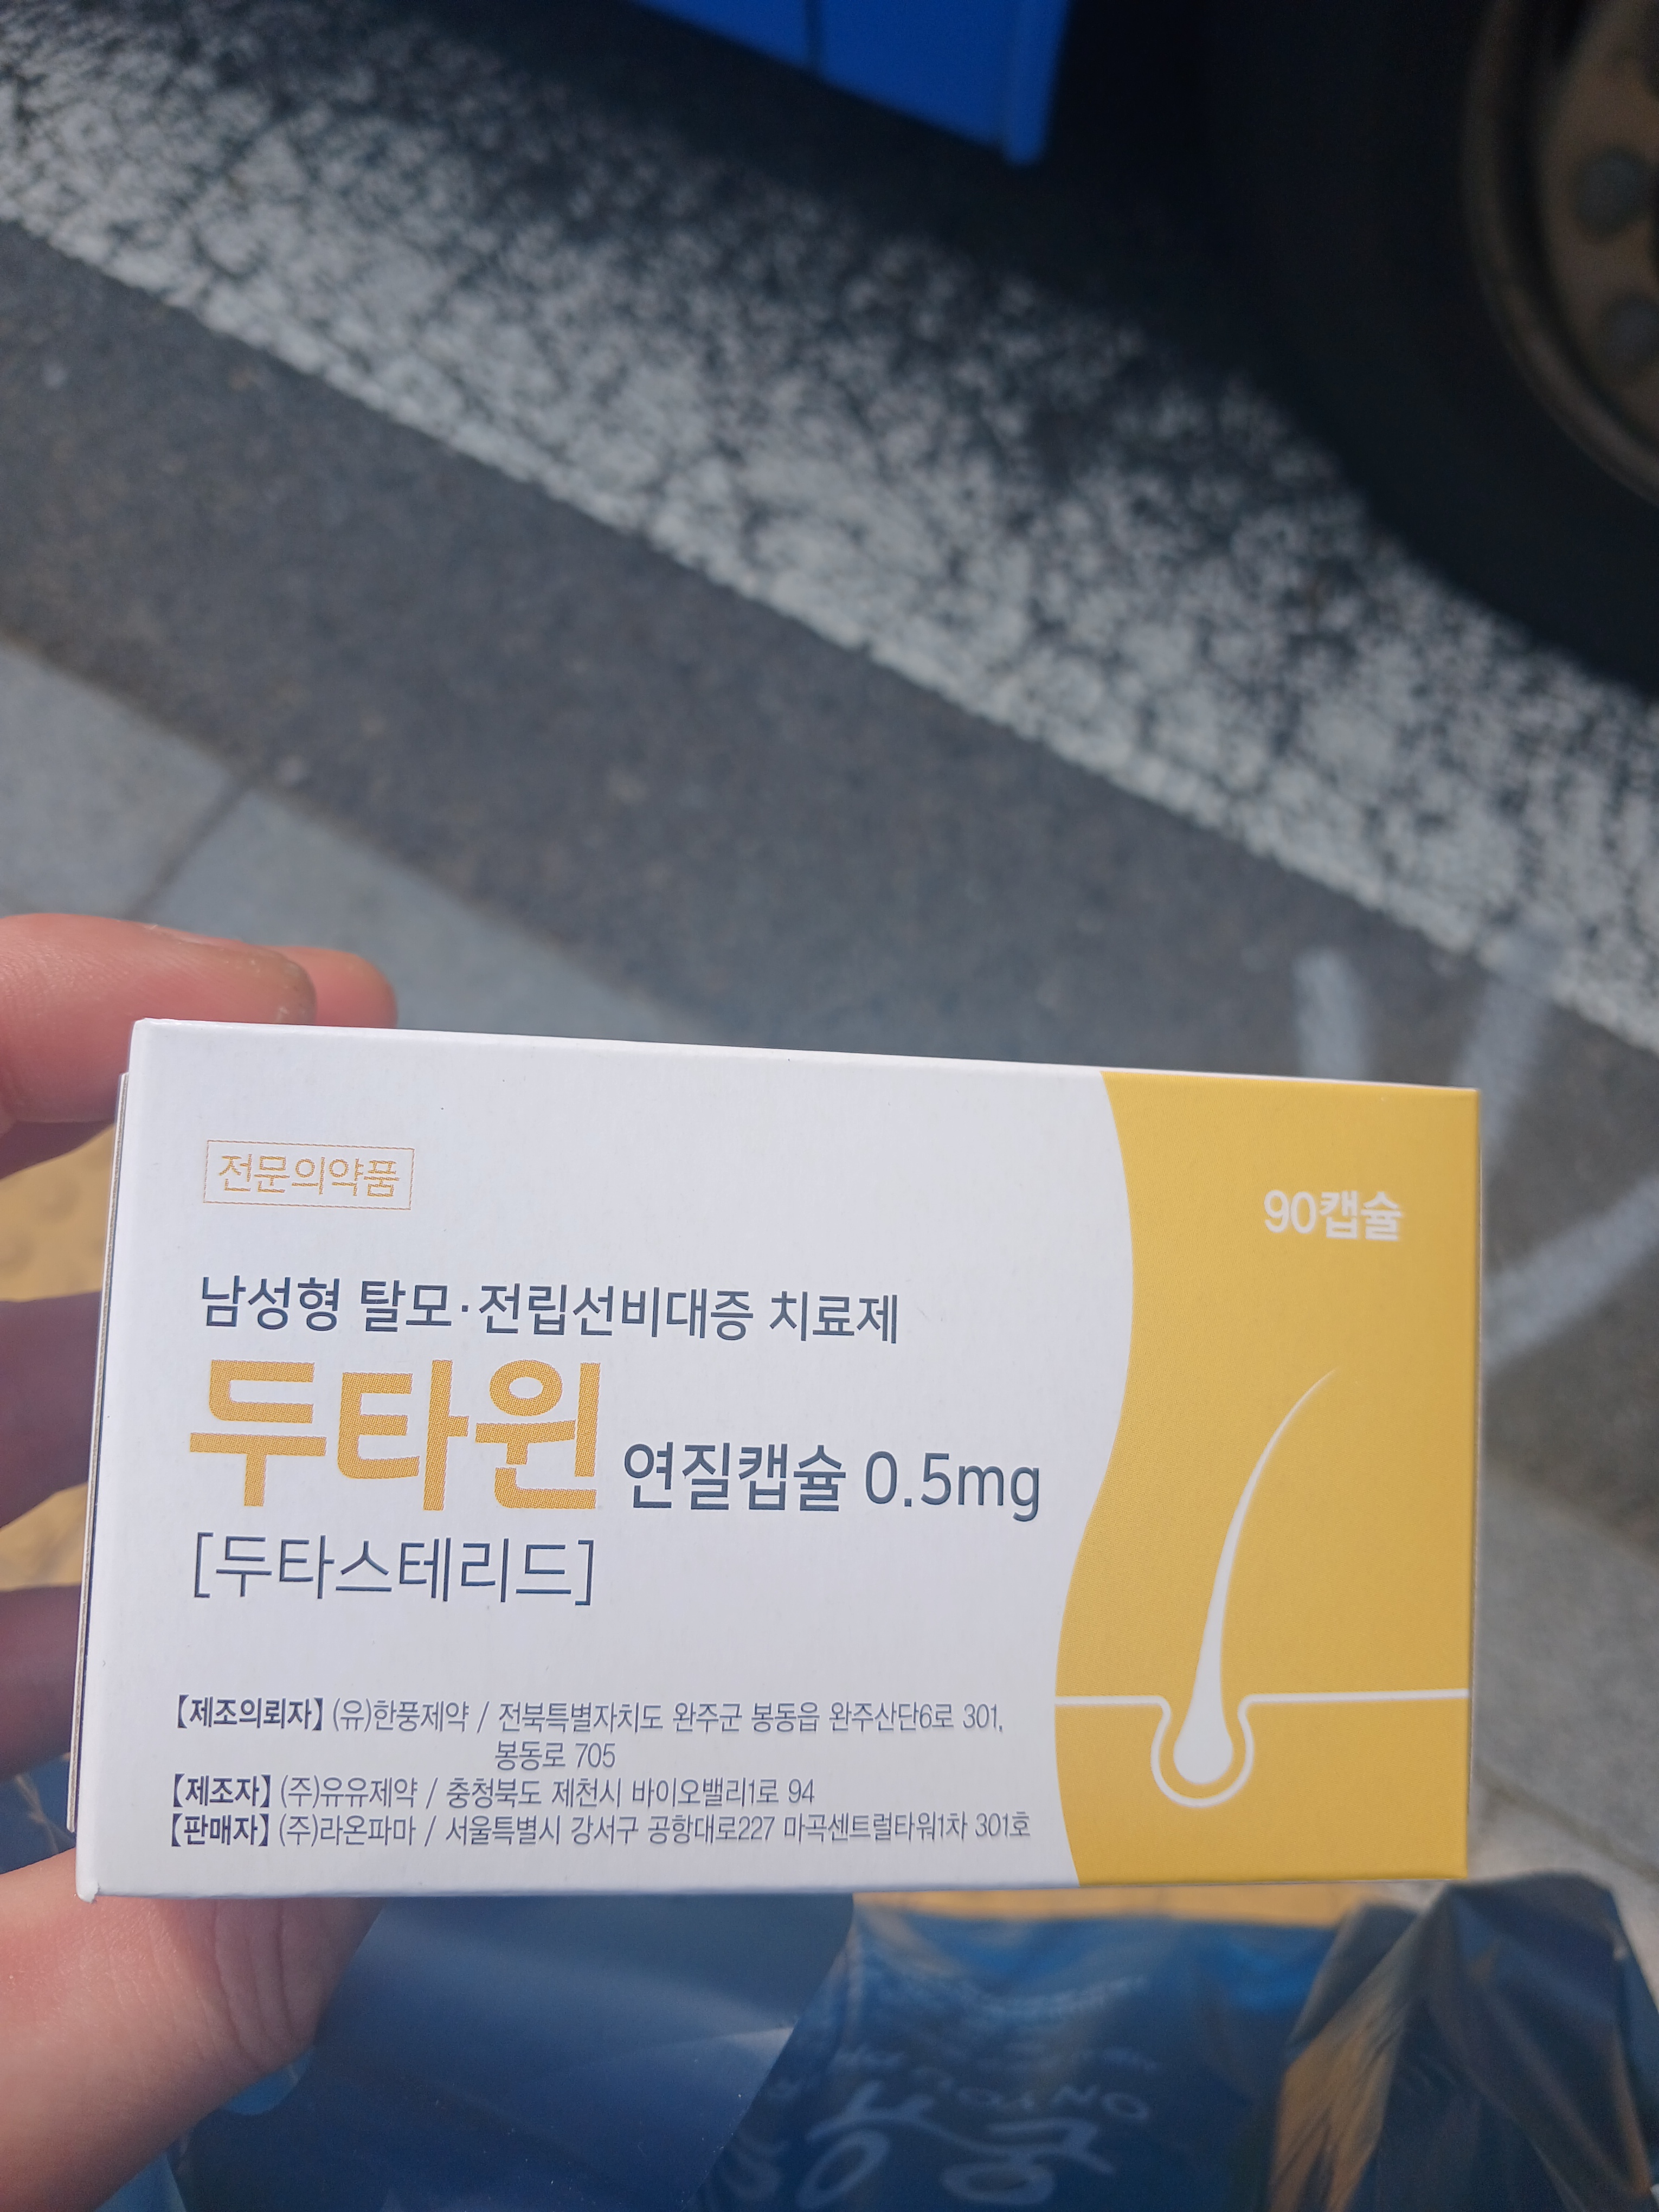 전문의약품
90캡슐
남성형 탈모·전립선비대증 치료제
두타윈 연질캡슐 0.5mg
[두타스테리드]
【제조의뢰자】 (유)한풍제약 / 전북특별자치도 완주군 봉동읍 완주산단6로 301,
봉동로 705
【제조자】 (주)유유제약 / 충청북도 제천시 바이오밸리1로 94
【판매자】 (주)라온파마 / 서울특별시 강서구 공항대로227 마곡센트럴타워1차 301호